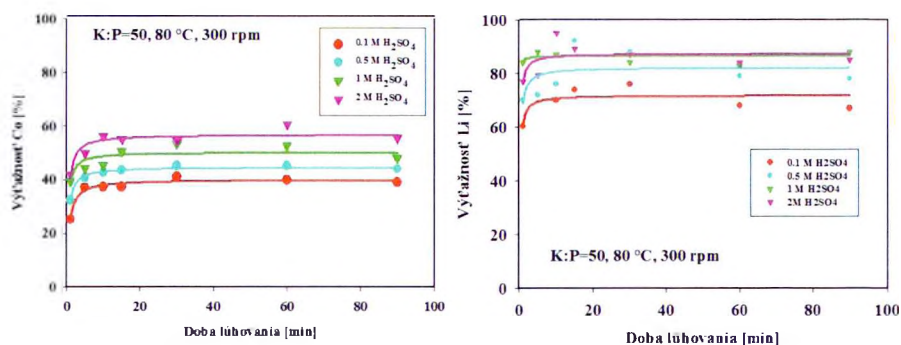 K:P=50, 80 °C, 300 rpm
0.1 M H₂SO₄
0.5 M H₂SO₄
1 M H₂SO₄
2 M H₂SO₄
Výťažnosť Co [%]
100
80
60
40
20
0
0 20 40 60 80 100
Doba lúhovania [min]
Výťažnosť Li [%]
100
80
60
40
20
0
0.1 M H2SO4
0.5 M H2SO4
1 M H2SO4
2M H2SO4
K:P=50, 80 °C, 300 rpm
0 20 40 60 80 100
Doba lúhovania [min]